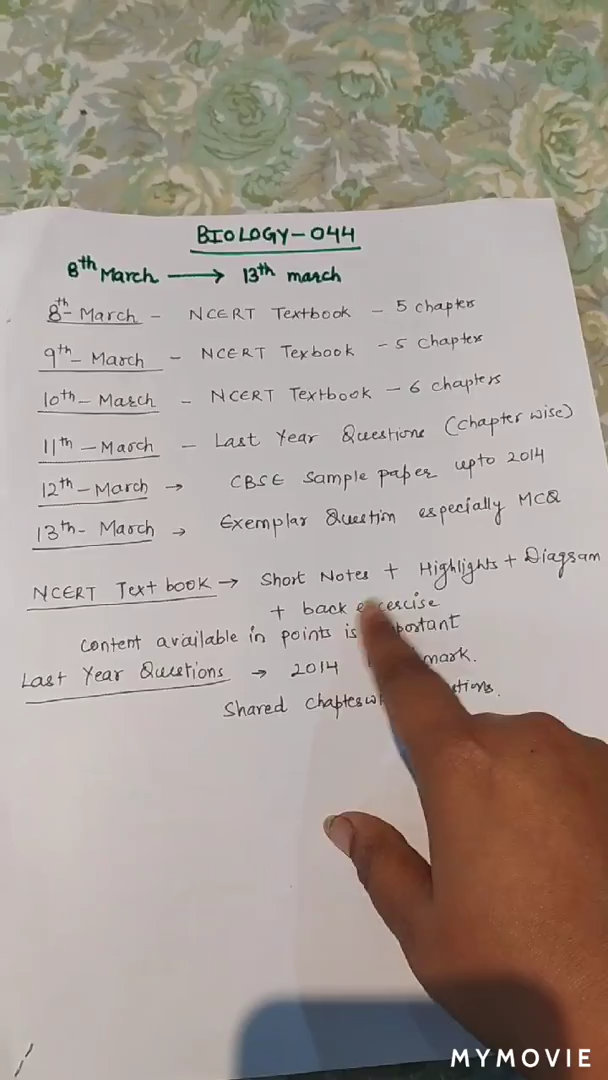 BIOLOGY-044
8th March → 13th march
8th- March - NCERT Textbook - 5 chapters
9th- March - NCERT Texbook - 5 chapters
10th- March - NCERT Textbook - 6 chapters
11th-March - Last Year Questions (chapter wise)
12th-March → CBSE Sample paper upto 2014
13th-March → Exemplar Question especially MCQ
NCERT Text book → Short Notes + Highlights + Diagram
+ back excercise
Content available in points is important
Last Year Questions → 2014 mark.
Shared
MYMOVIE